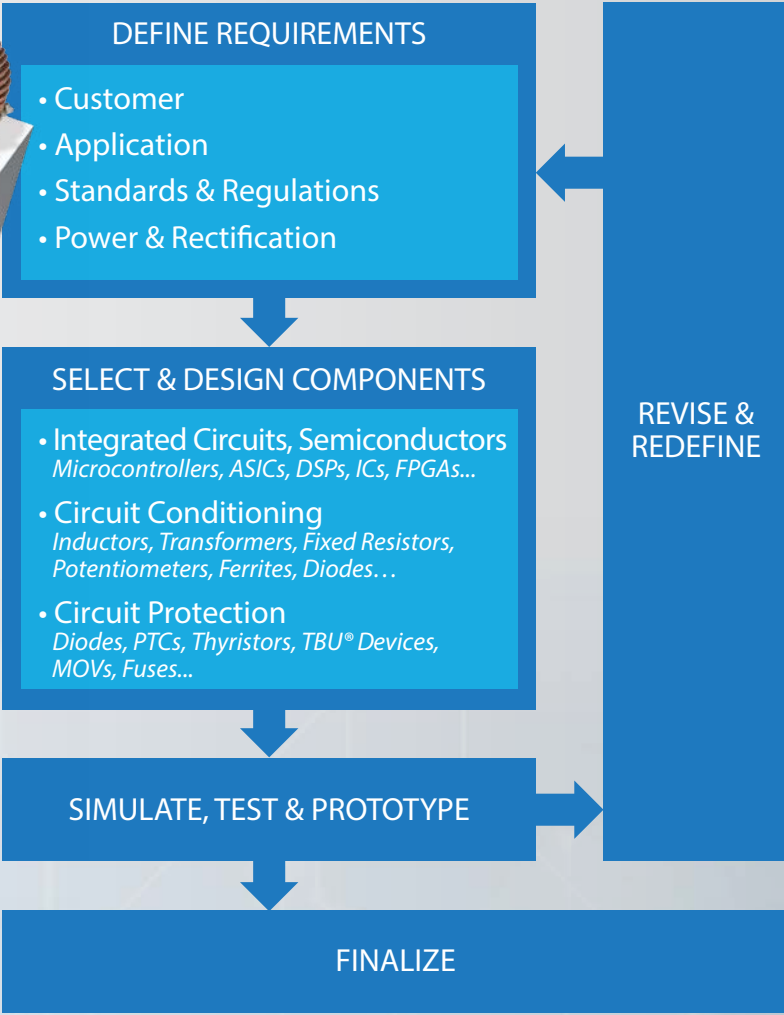 DEFINE REQUIREMENTS
• Customer
• Application
• Standards & Regulations
• Power & Rectification
SELECT & DESIGN COMPONENTS
• Integrated Circuits, Semiconductors
Microcontrollers, ASICs, DSPs, ICs, FPGAs...
• Circuit Conditioning
Inductors, Transformers, Fixed Resistors,
Potentiometers, Ferrites, Diodes…
• Circuit Protection
Diodes, PTCs, Thyristors, TBU® Devices,
MOVs, Fuses...
SIMULATE, TEST & PROTOTYPE
REVISE &
REDEFINE
FINALIZE